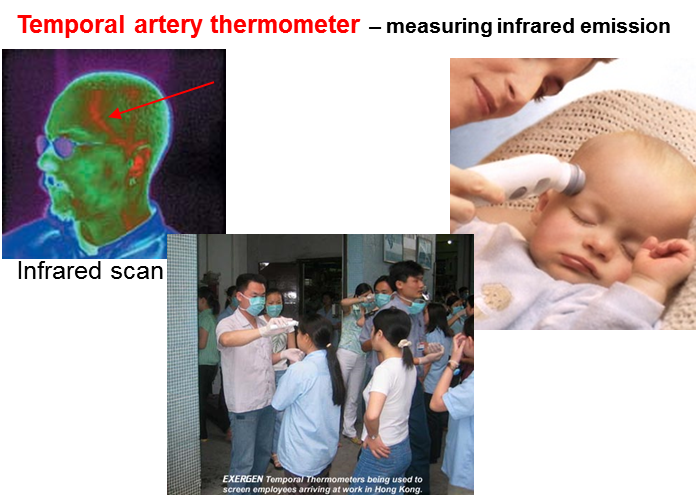 Temporal artery thermometer – measuring infrared emission
Infrared scan
EXERGEN Temporal Thermometers being used to
screen employees arriving at work in Hong Kong.